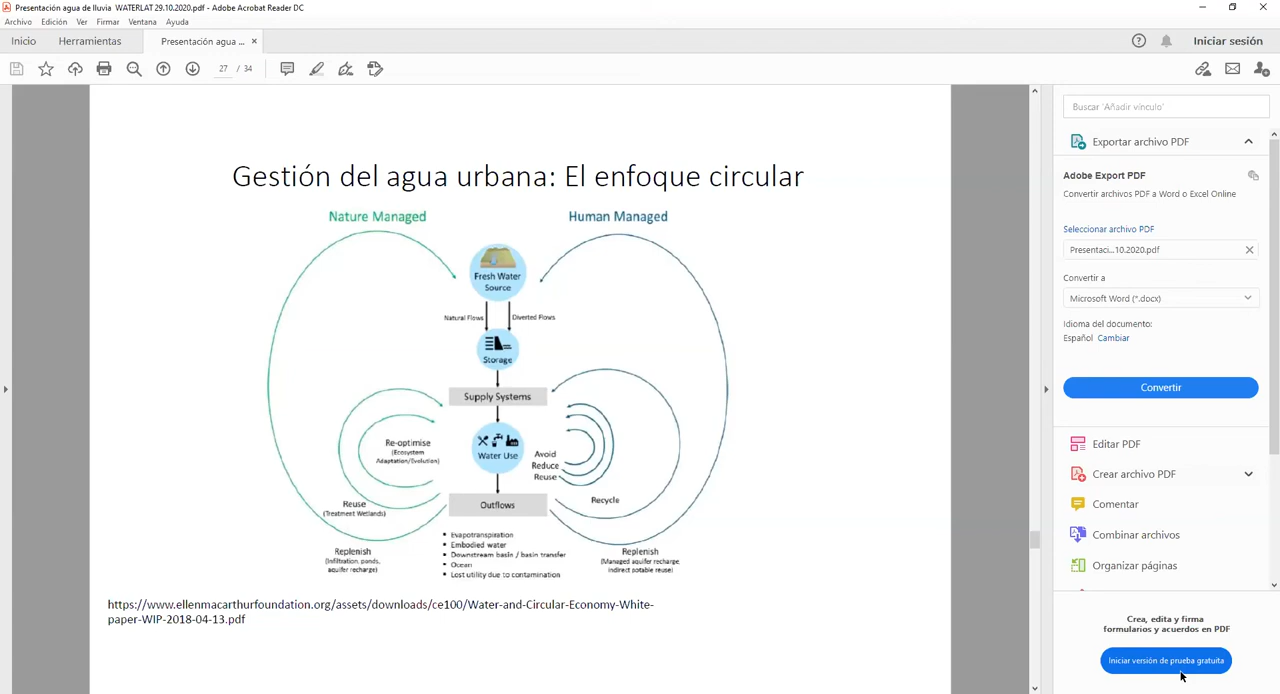 Presentación agua de lluvia WATERLAT 29.10.2020.pdf - Adobe Acrobat Reader DC
Archivo Edición Ver Firmar Ventana Ayuda
Inicio Herramientas Presentación agua ... × Iniciar sesión
27 / 34
Gestión del agua urbana: El enfoque circular
Nature Managed
Human Managed
Fresh Water
Source
Natural Flows
Diverted Flows
Storage
Supply Systems
Re-optimise
(Ecosystem
Adaptation/Evolution)
Water Use
Avoid
Reduce
Reuse
Reuse
(Treatment Wetlands)
Outflows
Recycle
Replenish
(Infiltration, ponds,
aquifer recharge)
• Evapotranspiration
• Embodied water
• Downstream basin / basin transfer
• Ocean
• Lost utility due to contamination
Replenish
(Managed aquifer recharge,
indirect potable reuse)
https://www.ellenmacarthurfoundation.org/assets/downloads/ce100/Water-and-Circular-Economy-White-
paper-WIP-2018-04-13.pdf
Buscar 'Añadir vínculo'
Exportar archivo PDF
Adobe Export PDF
Convertir archivos PDF a Word o Excel Online
Seleccionar archivo PDF
Presentaci...10.2020.pdf
Convertir a
Microsoft Word (*.docx)
Idioma del documento:
Español Cambiar
Convertir
Editar PDF
Crear archivo PDF
Comentar
Combinar archivos
Organizar páginas
Crea, edita y firma
formularios y acuerdos en PDF
Iniciar versión de prueba gratuita